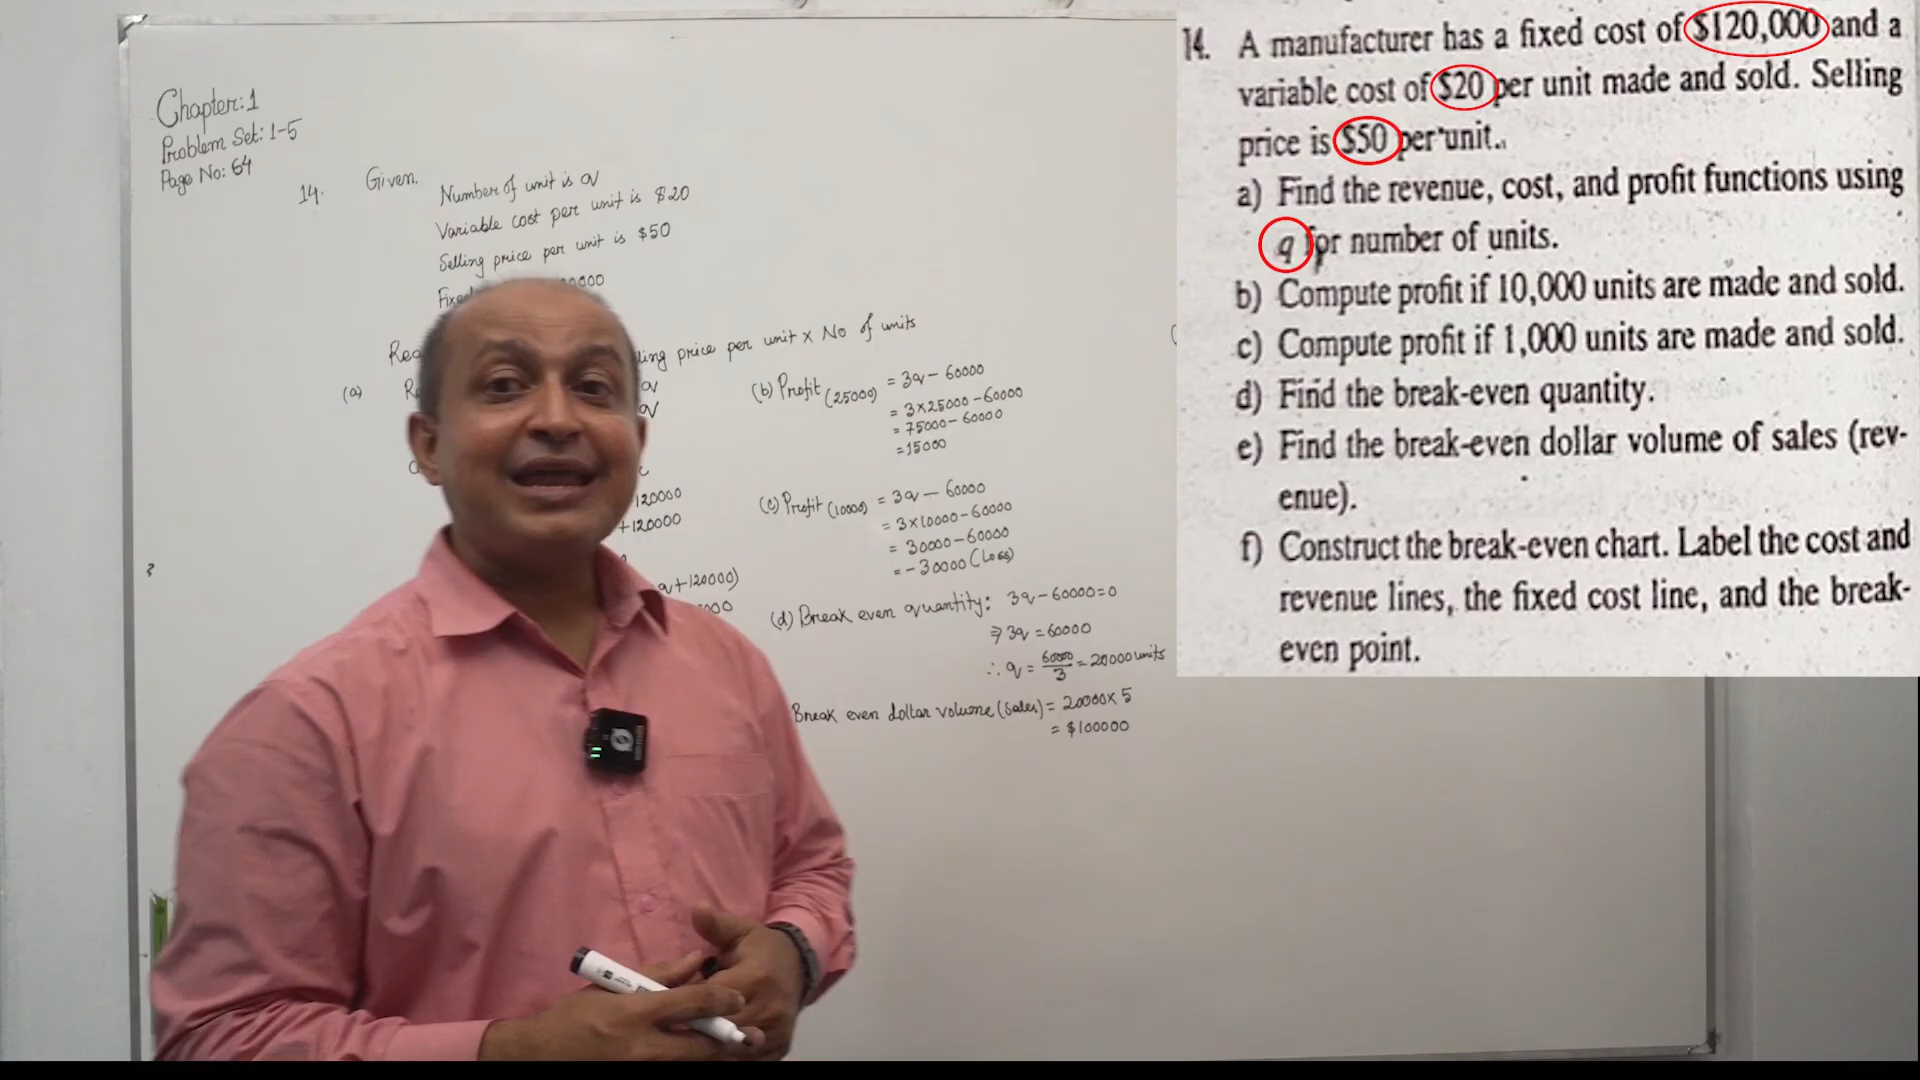 Chapter: 1
Problem Set: 1-5
Page No: 64
14. Given,
Number of unit is q
Variable cost per unit is $20
Selling price per unit is $50
per unit x No of units
(a)
120000
+120000
q+120000)
(b) Profit (25000) = 3q - 60000
= 3x25000 - 60000
= 75000 - 60000
= 15000
(c) Profit (10000) = 3q - 60000
= 3x10000 - 60000
= 30000 - 60000
= - 30000 (Loss)
(d) Break even quantity: 3q - 60000 = 0
⇒ 3q = 60000
∴ q = 60000/3 = 20000 units
Break even dollar volume (Sales) = 20000 x 5
= $100000
14. A manufacturer has a fixed cost of $120,000 and a
variable cost of $20 per unit made and sold. Selling
price is $50 per unit.
a) Find the revenue, cost, and profit functions using
q for number of units.
b) Compute profit if 10,000 units are made and sold.
c) Compute profit if 1,000 units are made and sold.
d) Find the break-even quantity.
e) Find the break-even dollar volume of sales (rev-
enue).
f) Construct the break-even chart. Label the cost and
revenue lines, the fixed cost line, and the break-
even point.